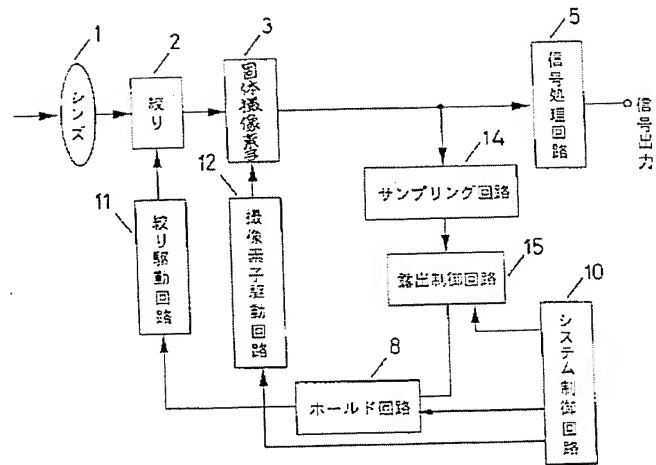 1
レンズ
2
絞り
3
固体撮像素子
5
信号処理回路
信号出力
14
サンプリング回路
11
絞り駆動回路
12
撮像素子駆動回路
15
露出制御回路
10
システム制御回路
8
ホールド回路